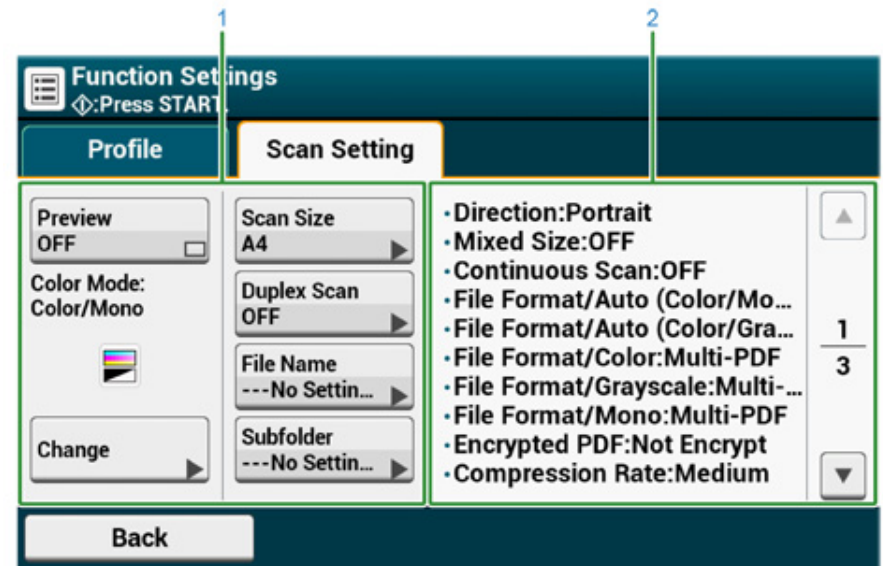 1
2
Function Settings
:Press START.
Profile
Scan Setting
Preview
OFF
Color Mode:
Color/Mono
Change
Scan Size
A4
Duplex Scan
OFF
File Name
---No Settin...
Subfolder
---No Settin...
·Direction:Portrait
·Mixed Size:OFF
·Continuous Scan:OFF
·File Format/Auto (Color/Mo...
·File Format/Auto (Color/Gra...
·File Format/Color:Multi-PDF
·File Format/Grayscale:Multi-...
·File Format/Mono:Multi-PDF
·Encrypted PDF:Not Encrypt
·Compression Rate:Medium
1
3
Back